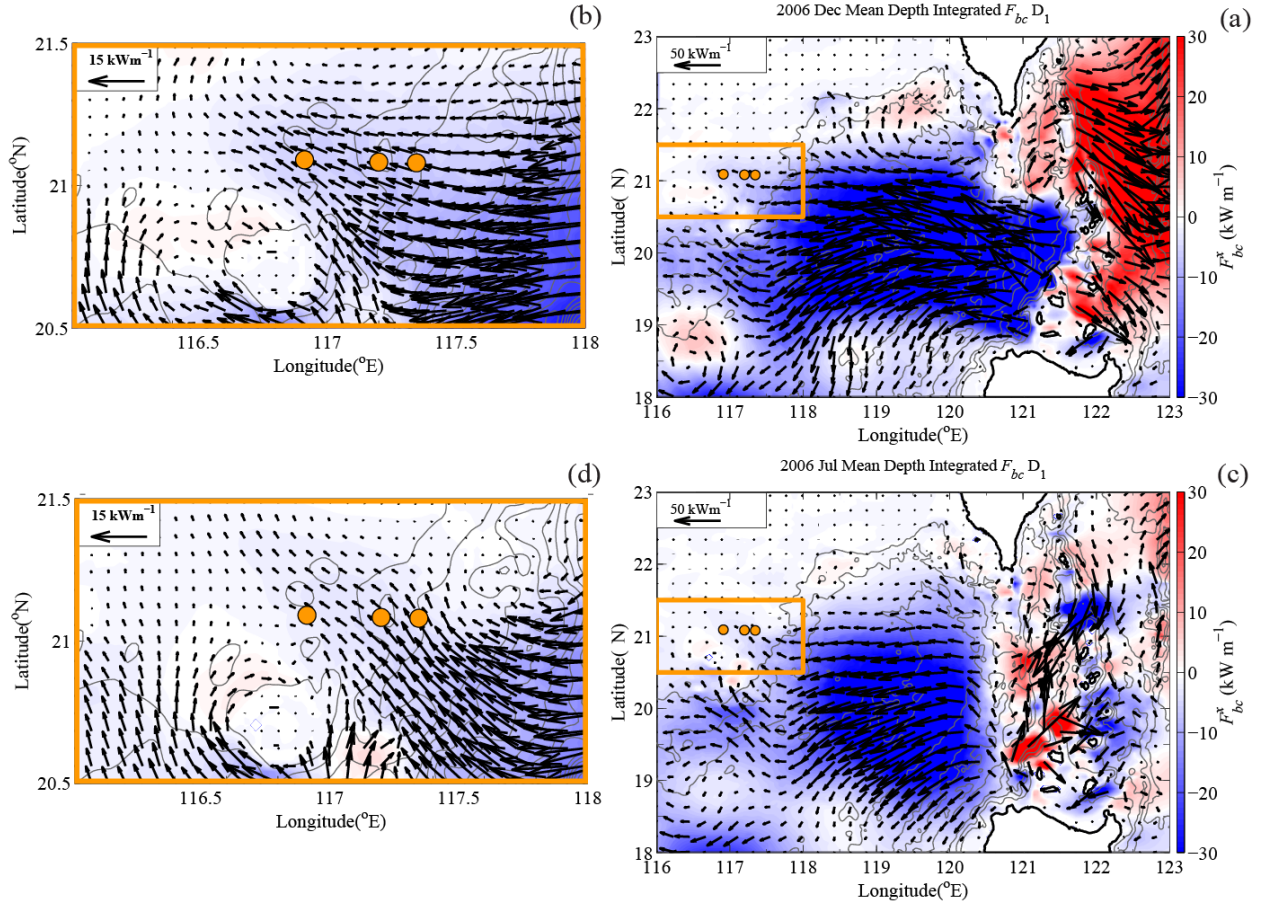 (b)
21.5
21
20.5
15 kWm⁻¹
Latitude(°N)
116.5
117
117.5
118
Longitude(°E)
2006 Dec Mean Depth Integrated F_bc D_1
(a)
50 kWm⁻¹
23
22
21
20
19
18
Latitude( N)
116
117
118
119
120
121
122
123
Longitude(°E)
30
20
10
0
−10
−20
−30
F_bc^x (kW m⁻¹)
(d)
21.5
21
20.5
15 kWm⁻¹
Latitude(°N)
116.5
117
117.5
118
Longitude(°E)
2006 Jul Mean Depth Integrated F_bc D_1
(c)
50 kWm⁻¹
23
22
21
20
19
18
Latitude( N)
116
117
118
119
120
121
122
123
Longitude(°E)
30
20
10
0
−10
−20
−30
F_bc^x (kW m⁻¹)